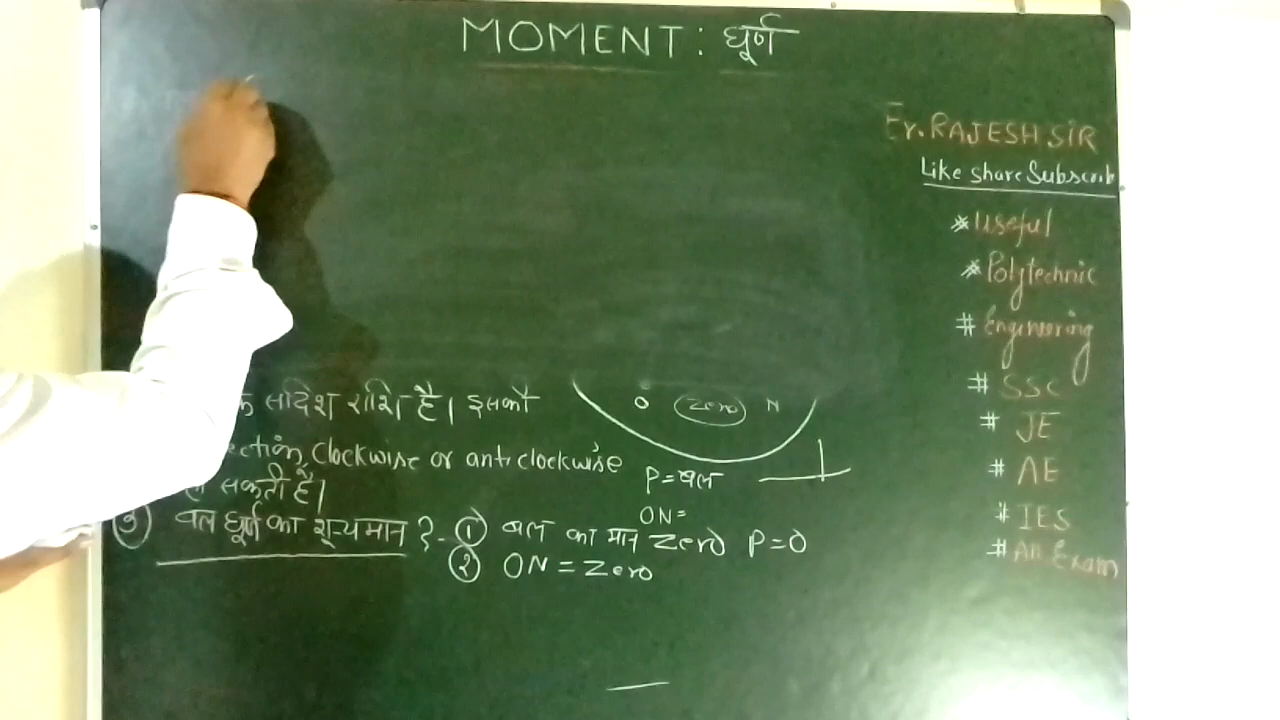 MOMENT : घूर्ण
Er. RAJESH SIR
Like share Subscrib
* Useful
* Polytechnic
# Engineering
# SSC
# JE
# AE
# IES
# All Exam
सदिश राशि है। इसको
ection, Clockwise or anticlockwise
हो सकती है।
O Zero N
P = बल
ON =
③ बल घूर्ण का शून्य मान ? - ① बल का मान Zero P = 0
② ON = Zero